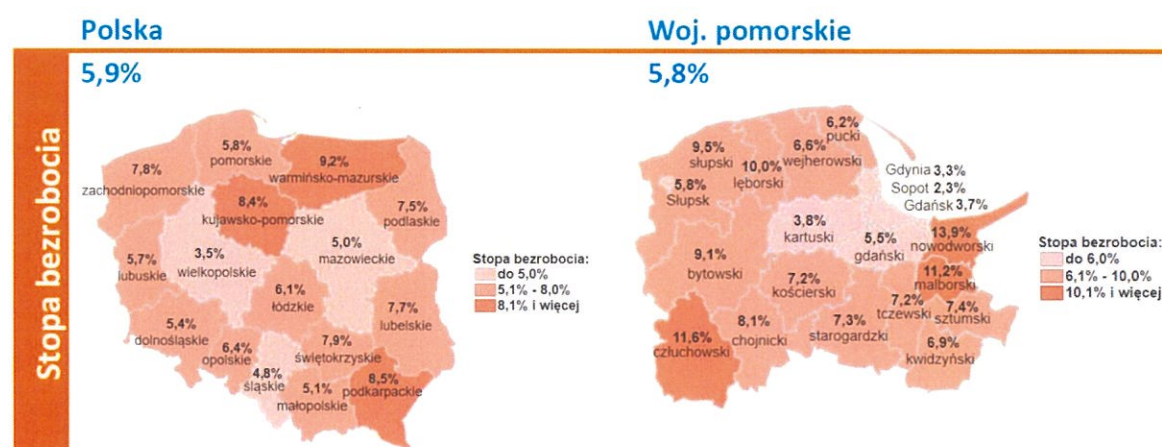 Polska
Woj. pomorskie
Stopa bezrobocia
5,9%
5,8%
5,8%
pomorskie
9,2%
warmińsko-mazurskie
7,8%
zachodniopomorskie
8,4%
kujawsko-pomorskie
7,5%
podlaskie
5,7%
lubuskie
3,5%
wielkopolskie
5,0%
mazowieckie
6,1%
łódzkie
7,7%
lubelskie
5,4%
dolnośląskie
6,4%
opolskie
4,8%
śląskie
7,9%
świętokrzyskie
5,1%
małopolskie
8,5%
podkarpackie
Stopa bezrobocia:
do 5,0%
5,1% - 8,0%
8,1% i więcej
6,2%
pucki
9,5%
słupski
6,6%
wejherowski
10,0%
lęborski
5,8%
Słupsk
Gdynia 3,3%
Sopot 2,3%
Gdańsk 3,7%
3,8%
kartuski
5,5%
gdański
13,9%
nowodworski
9,1%
bytowski
7,2%
kościerski
11,2%
malborski
7,2%
tczewski
7,4%
sztumski
11,6%
człuchowski
8,1%
chojnicki
7,3%
starogardzki
6,9%
kwidzyński
Stopa bezrobocia:
do 6,0%
6,1% - 10,0%
10,1% i więcej